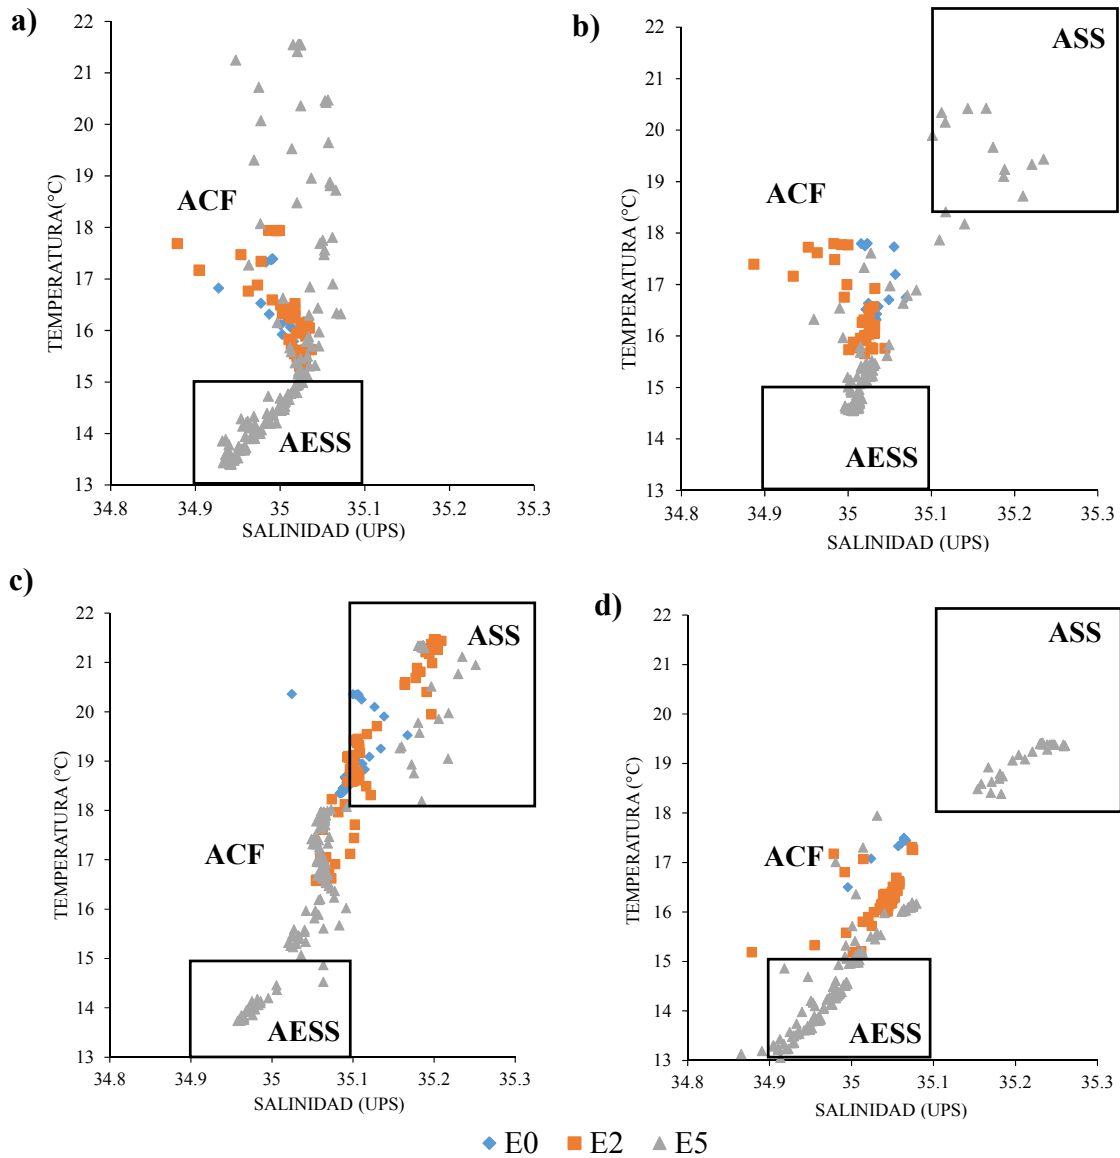 a)
22
21
20
19
18
17
16
15
14
13
TEMPERATURA(°C)
ACF
AESS
34.8 34.9 35 35.1 35.2 35.3
SALINIDAD (UPS)
b)
22
21
20
19
18
17
16
15
14
13
TEMPERATURA (°C)
ASS
ACF
AESS
34.8 34.9 35 35.1 35.2 35.3
SALINIDAD (UPS)
c)
22
21
20
19
18
17
16
15
14
13
TEMPERATURA (°C)
ASS
ACF
AESS
34.8 34.9 35 35.1 35.2 35.3
SALINIDAD (UPS)
d)
22
21
20
19
18
17
16
15
14
13
TEMPERATURA (°C)
ASS
ACF
AESS
34.8 34.9 35 35.1 35.2 35.3
SALINIDAD (UPS)
E0 E2 E5